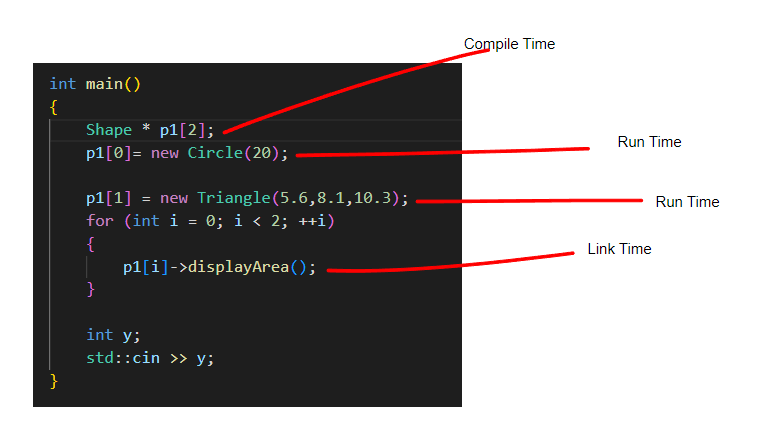 Compile Time
int main()
{
Shape * p1[2];
p1[0]= new Circle(20);
Run Time
p1[1] = new Triangle(5.6,8.1,10.3);
Run Time
for (int i = 0; i < 2; ++i)
{
p1[i]->displayArea();
Link Time
}
int y;
std::cin >> y;
}